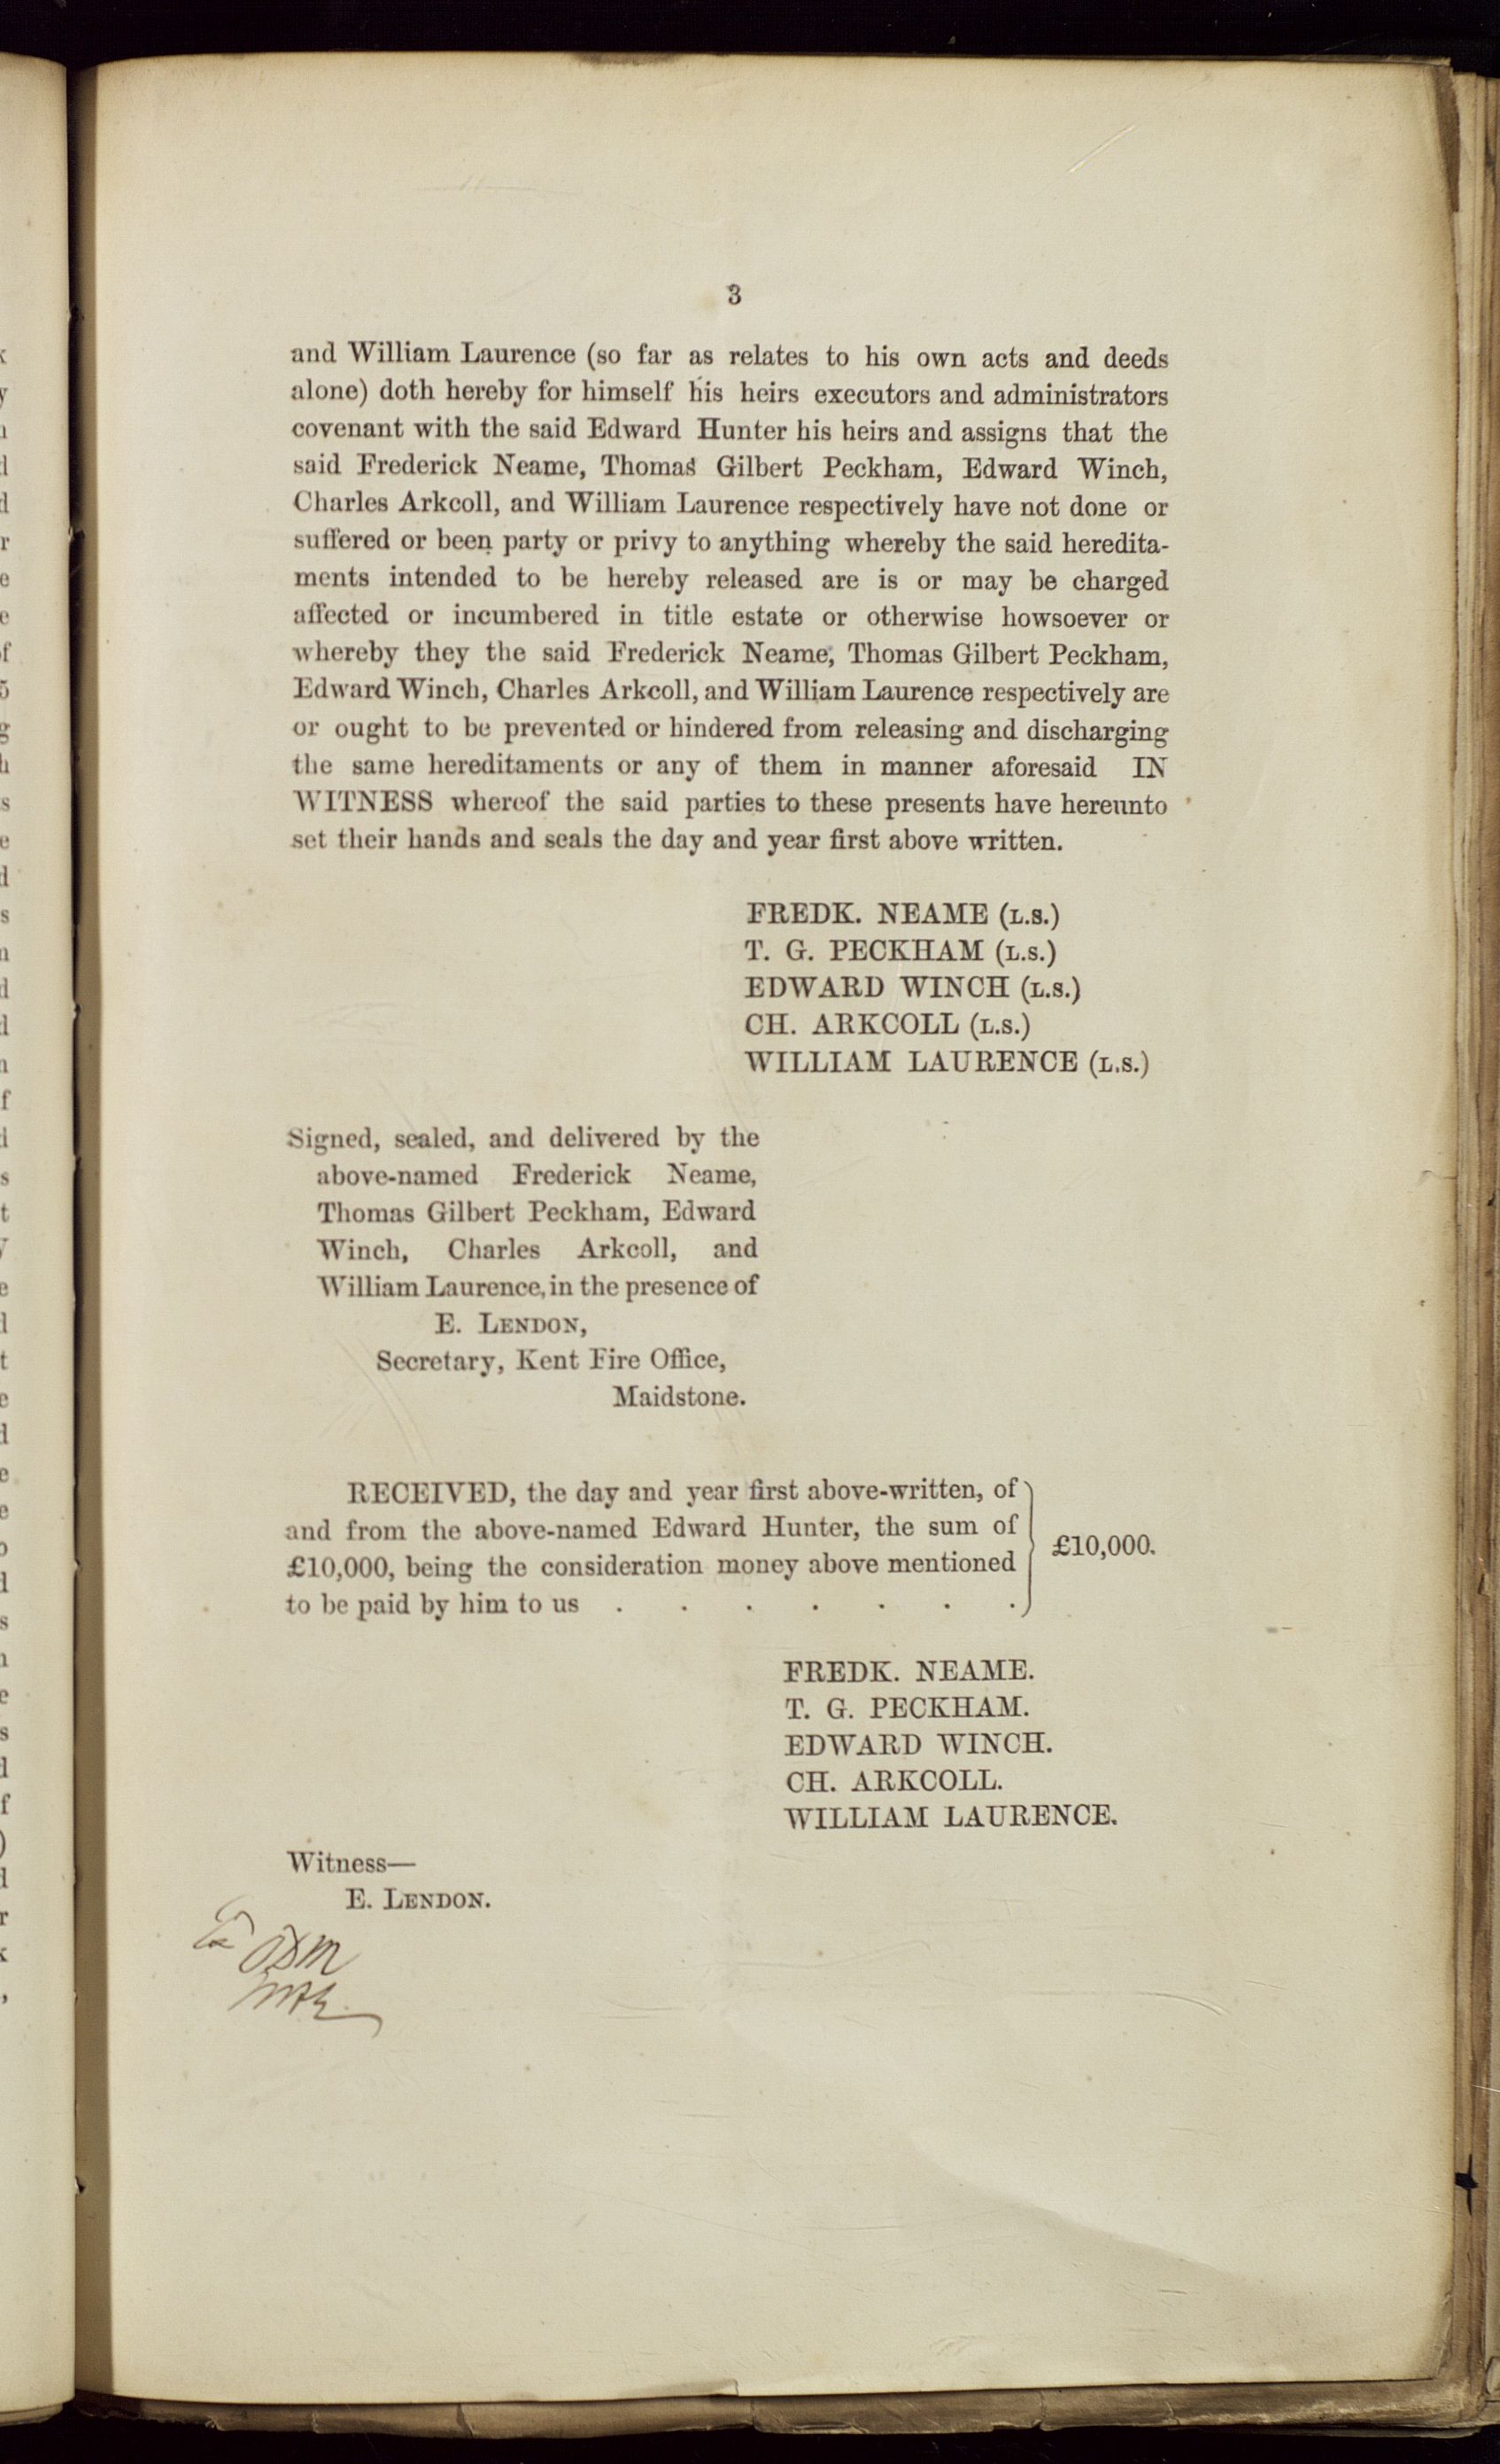 3
and William Laurence (so far as relates to his own acts and deeds
alone) doth hereby for himself his heirs executors and administrators
covenant with the said Edward Hunter his heirs and assigns that the
said Frederick Neame, Thomas Gilbert Peckham, Edward Winch,
Charles Arkcoll, and William Laurence respectively have not done or
suffered or been party or privy to anything whereby the said heredita-
ments intended to be hereby released are is or may be charged
affected or incumbered in title estate or otherwise howsoever or
whereby they the said Frederick Neame, Thomas Gilbert Peckham,
Edward Winch, Charles Arkcoll, and William Laurence respectively are
or ought to be prevented or hindered from releasing and discharging
the same hereditaments or any of them in manner aforesaid IN
WITNESS whereof the said parties to these presents have hereunto
set their hands and seals the day and year first above written.
FREDK. NEAME (L.S.)
T. G. PECKHAM (L.S.)
EDWARD WINCH (L.S.)
CH. ARKCOLL (L.S.)
WILLIAM LAURENCE (L.S.)
Signed, sealed, and delivered by the
above-named Frederick Neame,
Thomas Gilbert Peckham, Edward
Winch, Charles Arkcoll, and
William Laurence, in the presence of
E. LENDON,
Secretary, Kent Fire Office,
Maidstone.
RECEIVED, the day and year first above-written, of
and from the above-named Edward Hunter, the sum of
£10,000, being the consideration money above mentioned
to be paid by him to us . . . . . . .
£10,000.
FREDK. NEAME.
T. G. PECKHAM.
EDWARD WINCH.
CH. ARKCOLL.
WILLIAM LAURENCE.
Witness—
E. LENDON.